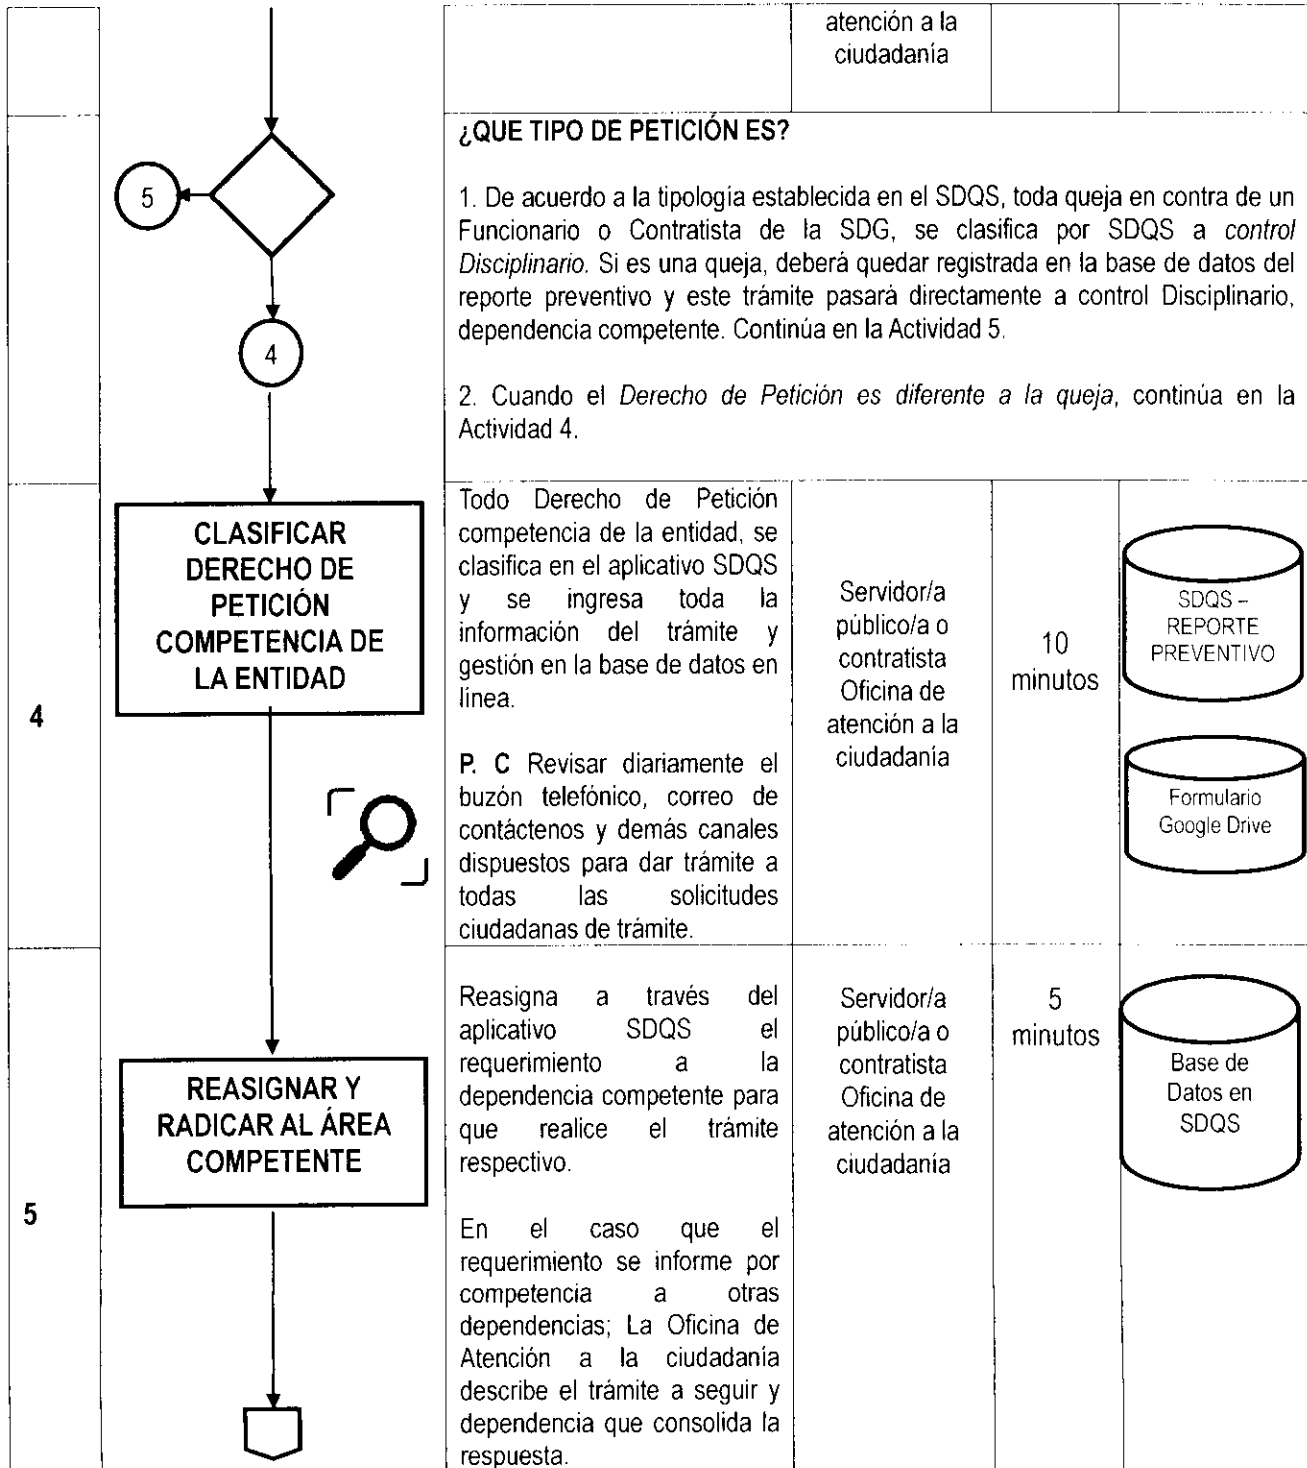 atención a la
ciudadanía
¿QUE TIPO DE PETICIÓN ES?
5
1. De acuerdo a la tipología establecida en el SDQS, toda queja en contra de un
Funcionario o Contratista de la SDG, se clasifica por SDQS a control
Disciplinario. Si es una queja, deberá quedar registrada en la base de datos del
reporte preventivo y este trámite pasará directamente a control Disciplinario,
dependencia competente. Continúa en la Actividad 5.
4
2. Cuando el Derecho de Petición es diferente a la queja, continúa en la
Actividad 4.
4
CLASIFICAR
DERECHO DE
PETICIÓN
COMPETENCIA DE
LA ENTIDAD
Todo Derecho de Petición
competencia de la entidad, se
clasifica en el aplicativo SDQS
y se ingresa toda la
información del trámite y
gestión en la base de datos en
línea.
P. C Revisar diariamente el
buzón telefónico, correo de
contáctenos y demás canales
dispuestos para dar trámite a
todas las solicitudes
ciudadanas de trámite.
Servidor/a
público/a o
contratista
Oficina de
atención a la
ciudadanía
10
minutos
SDQS –
REPORTE
PREVENTIVO
Formulario
Google Drive
5
REASIGNAR Y
RADICAR AL ÁREA
COMPETENTE
Reasigna a través del
aplicativo SDQS el
requerimiento a la
dependencia competente para
que realice el trámite
respectivo.
En el caso que el
requerimiento se informe por
competencia a otras
dependencias; La Oficina de
Atención a la ciudadanía
describe el trámite a seguir y
dependencia que consolida la
respuesta.
Servidor/a
público/a o
contratista
Oficina de
atención a la
ciudadanía
5
minutos
Base de
Datos en
SDQS